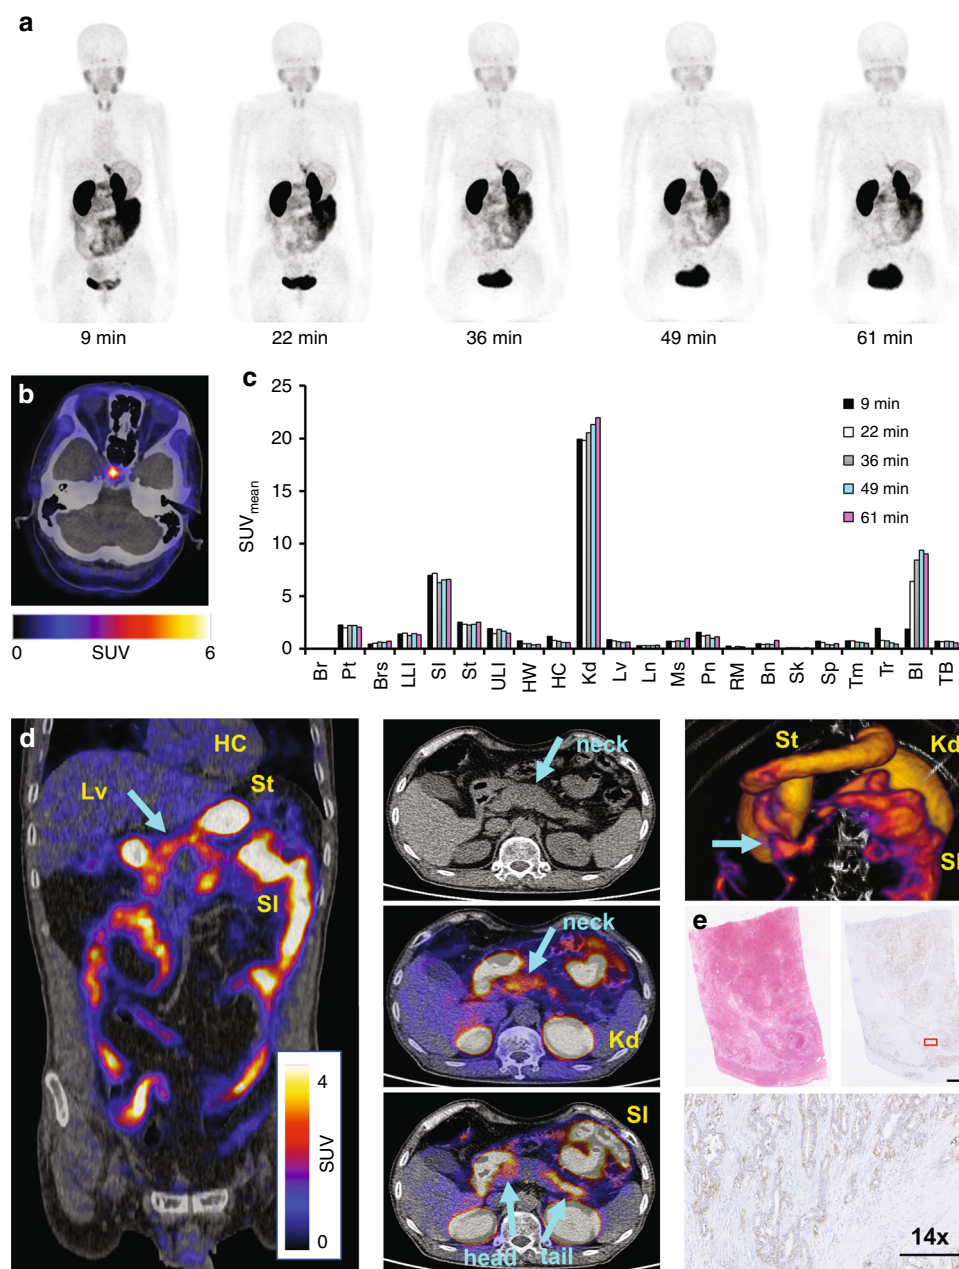 a
9 min
22 min
36 min
49 min
61 min
b
0
SUV
6
c
25
20
15
10
5
0
SUVmean
9 min
22 min
36 min
49 min
61 min
Br
Pt
Brs
LLI
SI
St
ULI
HW
HC
Kd
Lv
Ln
Ms
Pn
RM
Bn
Sk
Sp
Tm
Tr
Bl
TB
d
HC
St
Lv
SI
4
SUV
0
neck
neck
Kd
SI
head
tail
St
Kd
SI
e
14x